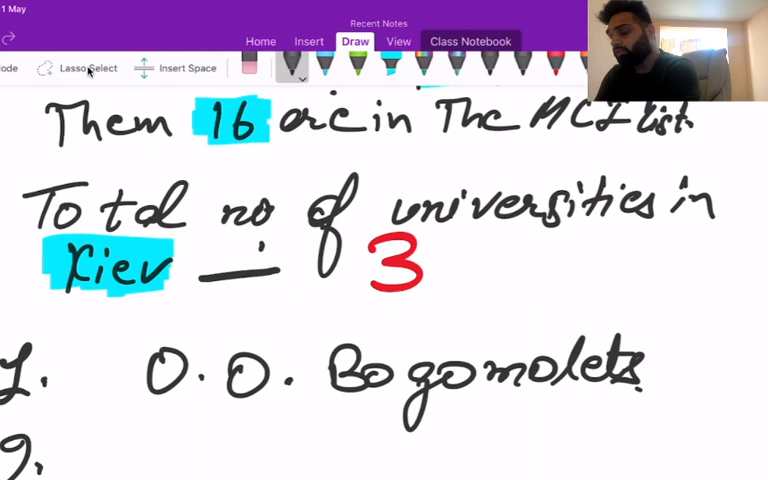 1 May
Recent Notes
Home Insert Draw View Class Notebook
ode Lasso Select Insert Space
Them 16 are in The MCI list.
Total no of universities in
Kiev — 3
1. O. O. Bogomolets
2.